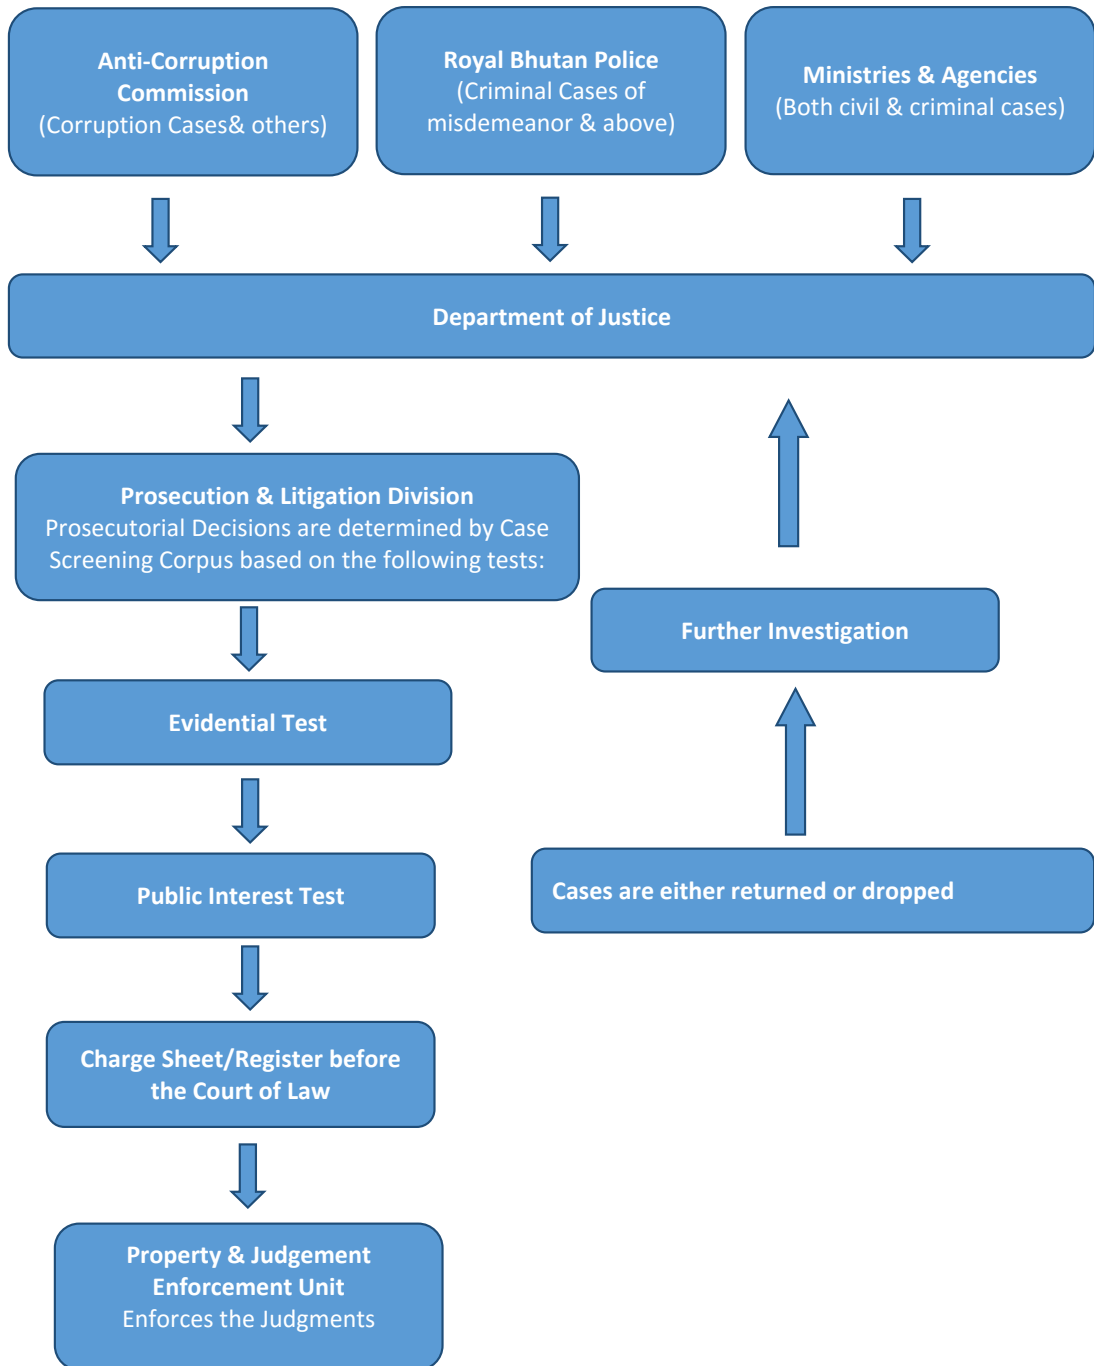 Anti-Corruption
Commission
(Corruption Cases& others)
Royal Bhutan Police
(Criminal Cases of
misdemeanor & above)
Ministries & Agencies
(Both civil & criminal cases)
Department of Justice
Prosecution & Litigation Division
Prosecutorial Decisions are determined by Case
Screening Corpus based on the following tests:
Further Investigation
Evidential Test
Public Interest Test
Cases are either returned or dropped
Charge Sheet/Register before
the Court of Law
Property & Judgement
Enforcement Unit
Enforces the Judgments